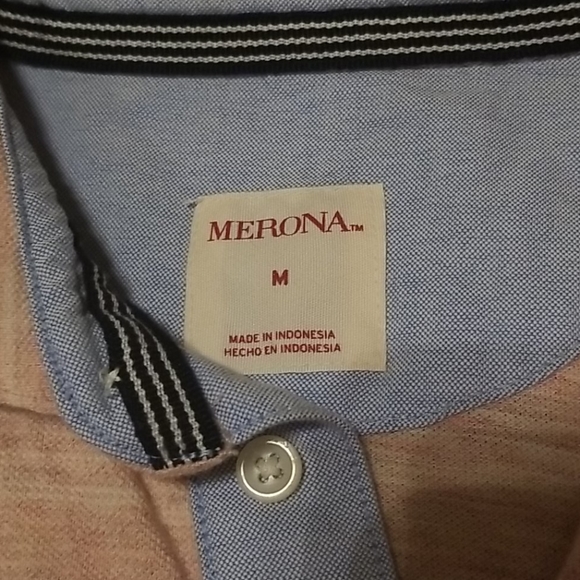 MERONA™
M
MADE IN INDONESIA
HECHO EN INDONESIA